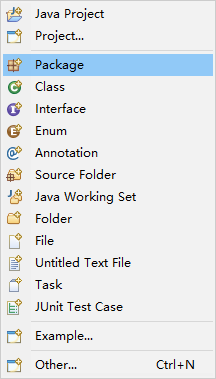 Java Project
Project...
Package
Class
Interface
Enum
Annotation
Source Folder
Java Working Set
Folder
File
Untitled Text File
Task
JUnit Test Case
Example...
Other... Ctrl+N